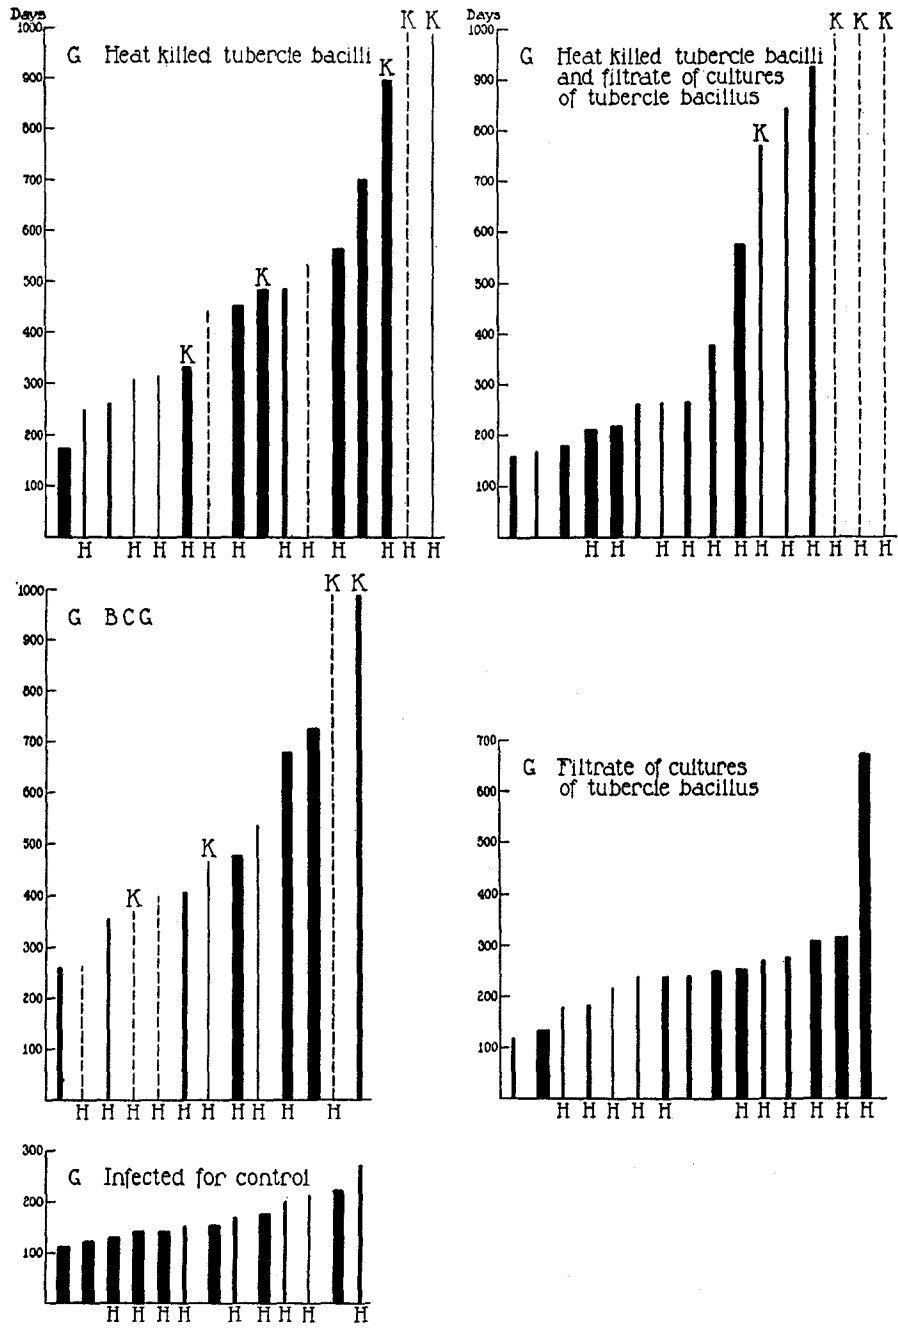 Days
K K
1000
G Heat killed tubercle bacilli
K
900
800
700
600
K
500
400
K
300
200
100
H H H H H H H H H H H H
Days
K K K
1000
G Heat killed tubercle bacilli
and filtrate of cultures
of tubercle bacillus
900
K
800
700
600
500
400
300
200
100
H H H H H H H H H H H H
K K
1000
G BCG
900
800
700
600
500
K
400
K
300
200
100
H H H H H H H H H H
700
G Filtrate of cultures
of tubercle bacillus
600
500
400
300
200
100
H H H H H H H H H H H
300
G Infected for control
200
100
H H H H H H H H H